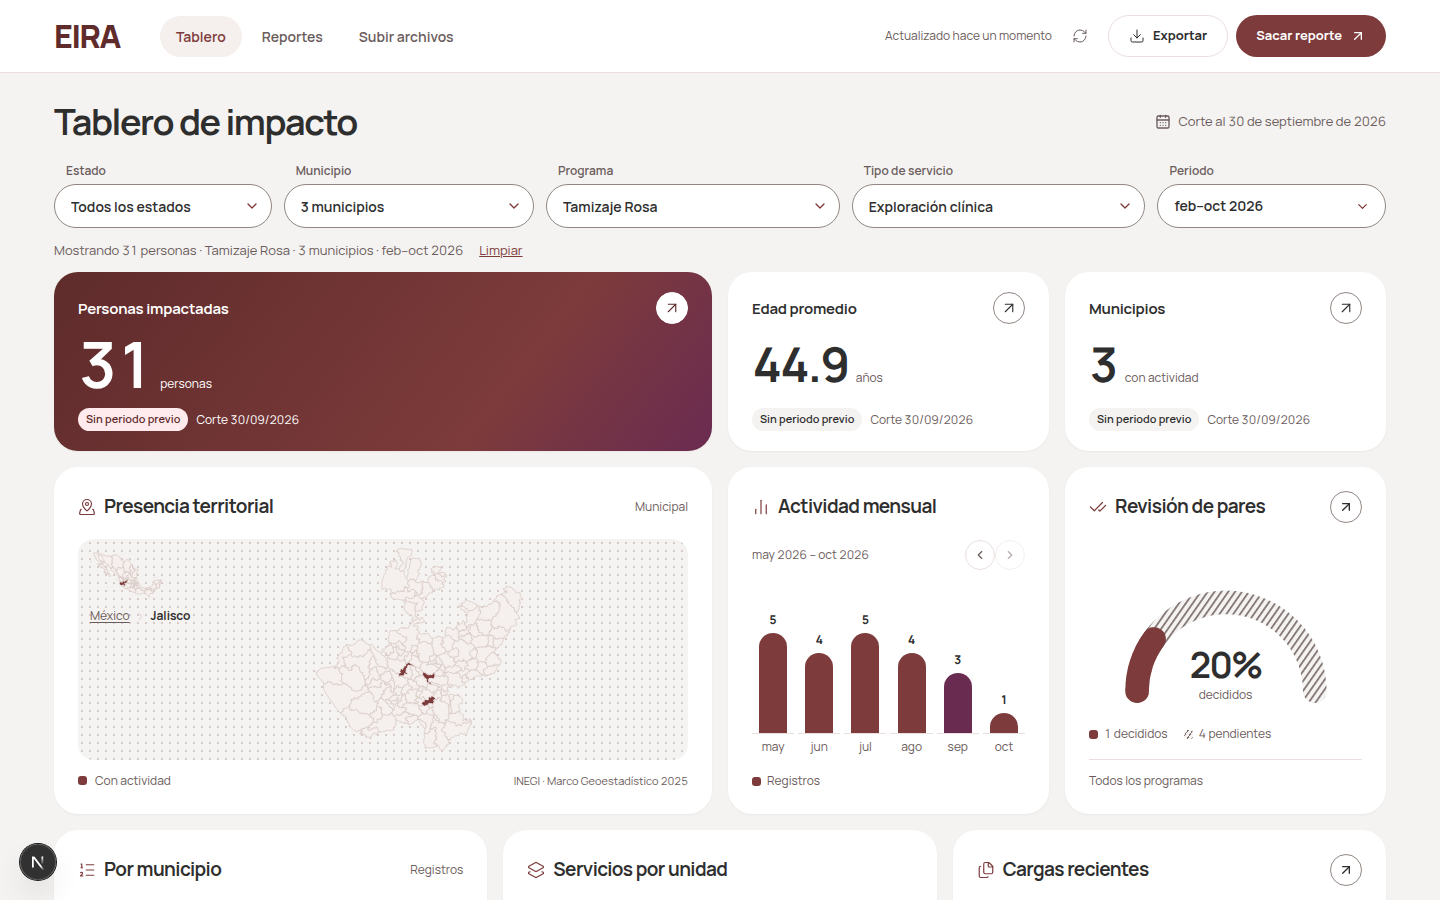 EIRA
Tablero
Reportes
Subir archivos
Actualizado hace un momento
Exportar
Sacar reporte
Tablero de impacto
Corte al 30 de septiembre de 2026
Estado
Municipio
Programa
Tipo de servicio
Periodo
Todos los estados
3 municipios
Tamizaje Rosa
Exploración clínica
feb–oct 2026
Mostrando 31 personas · Tamizaje Rosa · 3 municipios · feb–oct 2026
Limpiar
Personas impactadas
31 personas
Sin periodo previo
Corte 30/09/2026
Edad promedio
44.9 años
Sin periodo previo
Corte 30/09/2026
Municipios
3 con actividad
Sin periodo previo
Corte 30/09/2026
Presencia territorial
Municipal
México
Jalisco
Con actividad
INEGI · Marco Geoestadístico 2025
Actividad mensual
may 2026 – oct 2026
5
4
5
4
3
1
may
jun
jul
ago
sep
oct
Registros
Revisión de pares
20%
decididos
1 decididos
4 pendientes
Todos los programas
N
Por municipio
Registros
Servicios por unidad
Cargas recientes